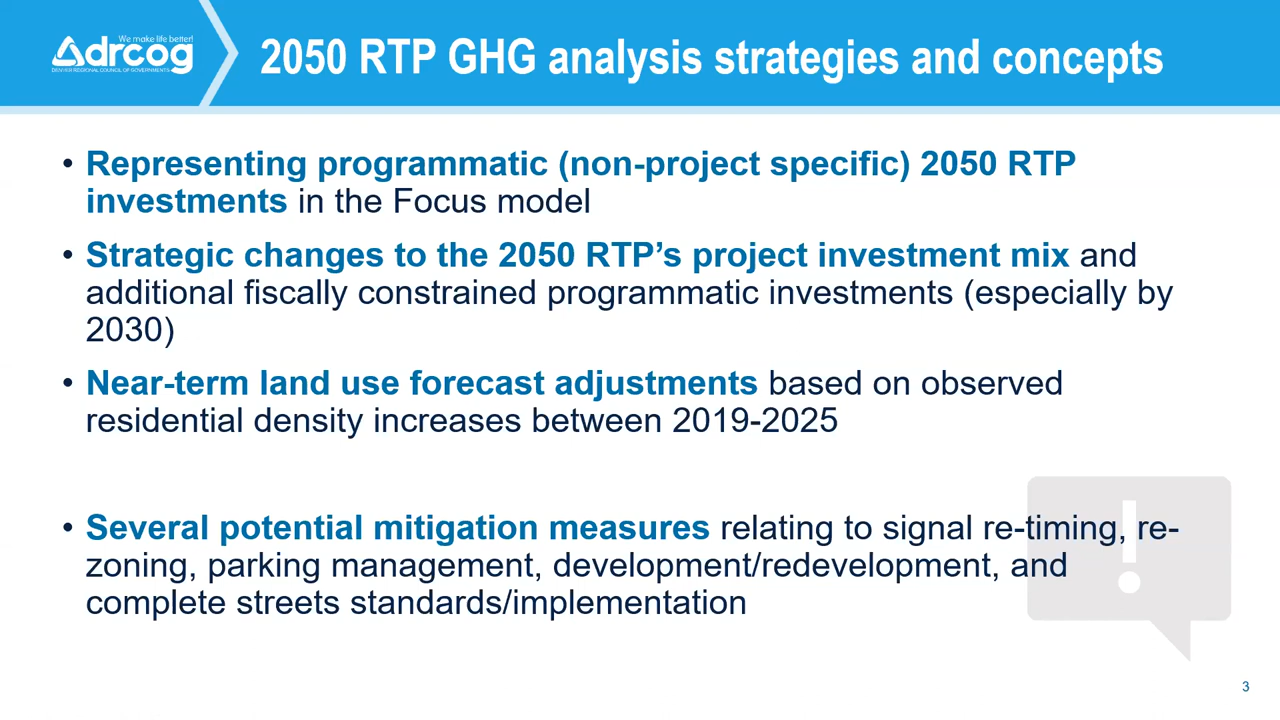 We make life better!
drcog
DENVER REGIONAL COUNCIL OF GOVERNMENTS
2050 RTP GHG analysis strategies and concepts
• Representing programmatic (non-project specific) 2050 RTP
investments in the Focus model
• Strategic changes to the 2050 RTP’s project investment mix and
additional fiscally constrained programmatic investments (especially by
2030)
• Near-term land use forecast adjustments based on observed
residential density increases between 2019-2025
• Several potential mitigation measures relating to signal re-timing, re-
zoning, parking management, development/redevelopment, and
complete streets standards/implementation
!
3